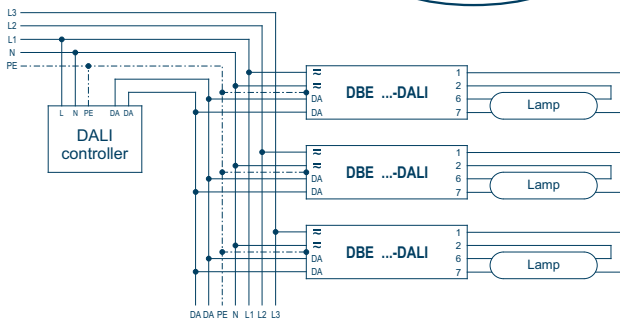 L3
L2
L1
N
PE
L N PE DA DA
DALI
controller
≂
≂
DA
DA
DBE ...-DALI
1
2
6
7
Lamp
≂
≂
DA
DA
DBE ...-DALI
1
2
6
7
Lamp
≂
≂
DA
DA
DBE ...-DALI
1
2
6
7
Lamp
DA DA PE N L1 L2 L3